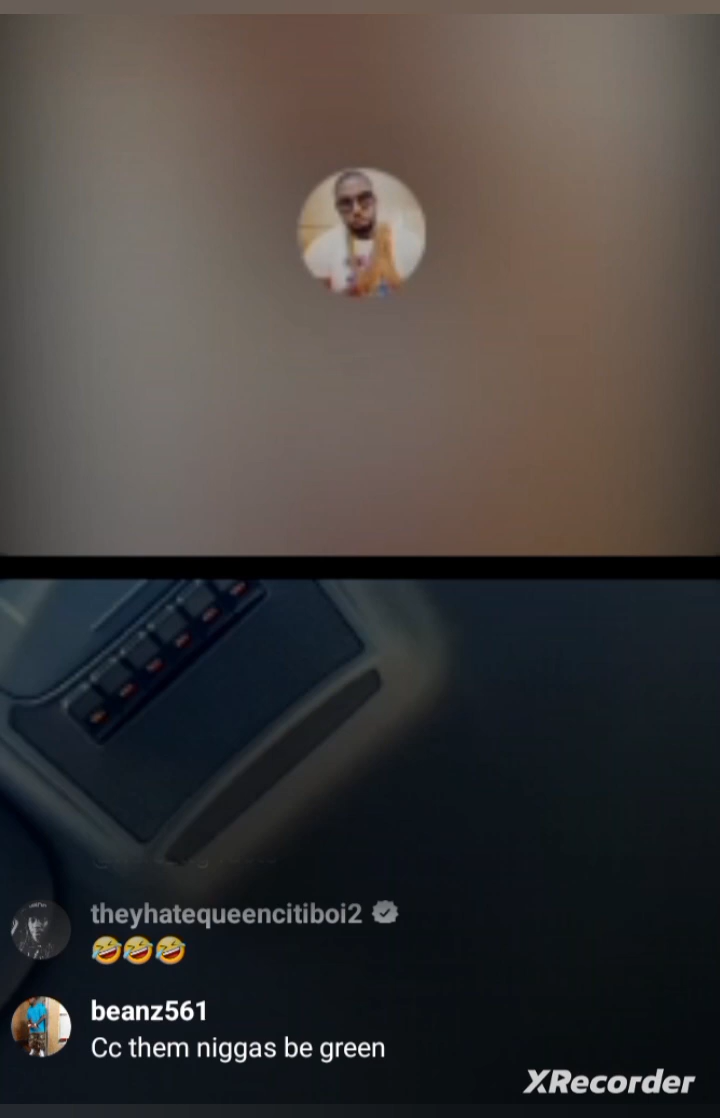 theyhatequeencitiboi2
🤣🤣🤣
beanz561
Cc them niggas be green
XRecorder